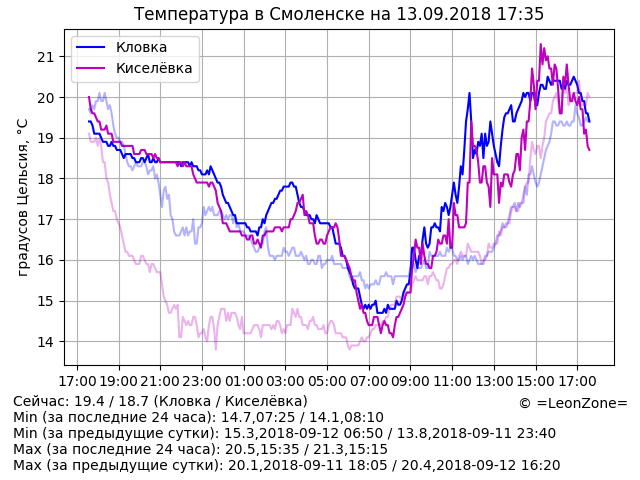 Температура в Смоленске на 13.09.2018 17:35
Кловка
Киселёвка
градусов Цельсия, °C
21
20
19
18
17
16
15
14
17:00 19:00 21:00 23:00 01:00 03:00 05:00 07:00 09:00 11:00 13:00 15:00 17:00
Сейчас: 19.4 / 18.7 (Кловка / Киселёвка)
© =LeonZone=
Min (за последние 24 часа): 14.7,07:25 / 14.1,08:10
Min (за предыдущие сутки): 15.3,2018-09-12 06:50 / 13.8,2018-09-11 23:40
Max (за последние 24 часа): 20.5,15:35 / 21.3,15:15
Max (за предыдущие сутки): 20.1,2018-09-11 18:05 / 20.4,2018-09-12 16:20